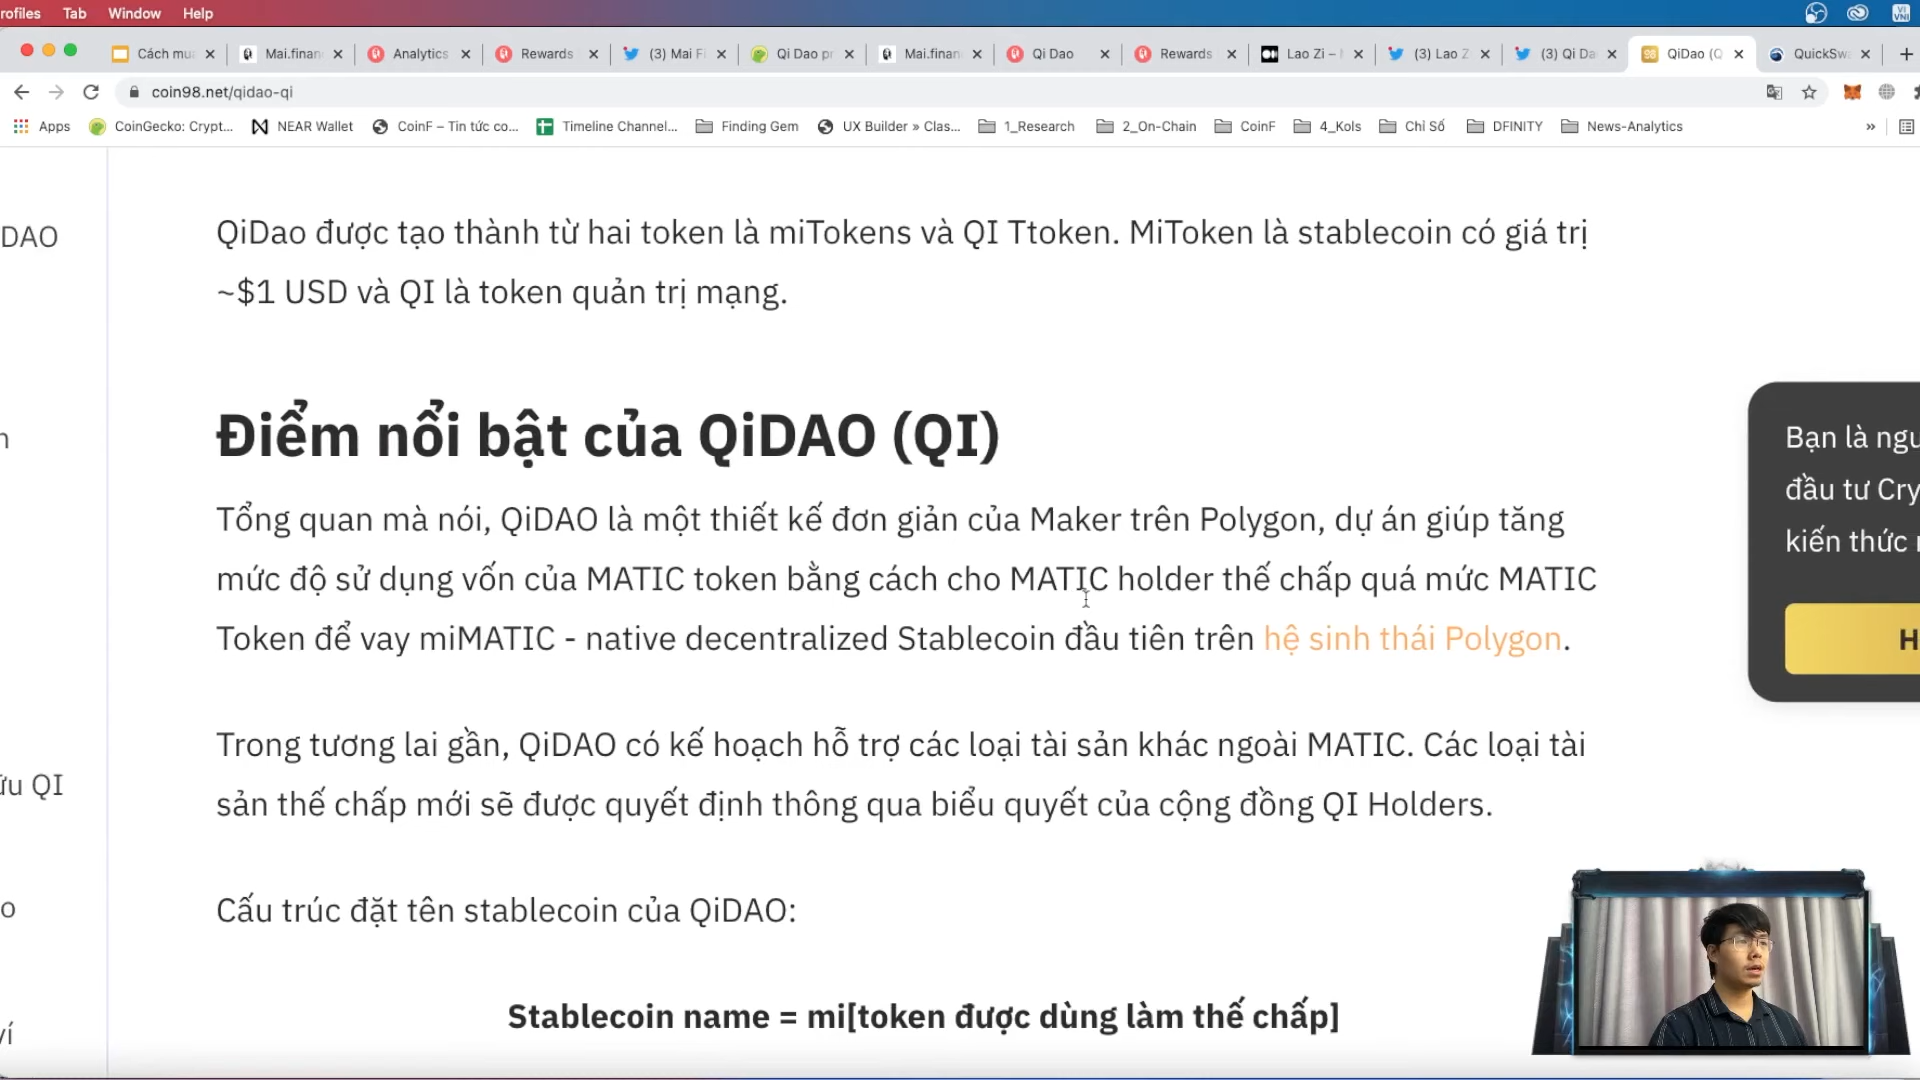 rofiles Tab Window Help
VI
VNI
Cách mu Mai.finan Analytics Rewards (3) Mai Fi Qi Dao pr Mai.finan Qi Dao Rewards Lao Zi – (3) Lao Z (3) Qi Da QiDao (Q QuickSw
coin98.net/qidao-qi
Apps CoinGecko: Crypt... NEAR Wallet CoinF – Tin tức co... Timeline Channel... Finding Gem UX Builder » Clas... 1_Research 2_On-Chain CoinF 4_Kols Chỉ Số DFINITY News-Analytics »
QiDao được tạo thành từ hai token là miTokens và QI Ttoken. MiToken là stablecoin có giá trị
~$1 USD và QI là token quản trị mạng.
DAO
Điểm nổi bật của QiDAO (QI)
n
Tổng quan mà nói, QiDAO là một thiết kế đơn giản của Maker trên Polygon, dự án giúp tăng
mức độ sử dụng vốn của MATIC token bằng cách cho MATIC holder thế chấp quá mức MATIC
Token để vay miMATIC - native decentralized Stablecoin đầu tiên trên hệ sinh thái Polygon.
Trong tương lai gần, QiDAO có kế hoạch hỗ trợ các loại tài sản khác ngoài MATIC. Các loại tài
sản thế chấp mới sẽ được quyết định thông qua biểu quyết của cộng đồng QI Holders.
ữu QI
Cấu trúc đặt tên stablecoin của QiDAO:
o
Stablecoin name = mi[token được dùng làm thế chấp]
ví
Bạn là ngư
đầu tư Cry
kiến thức
H